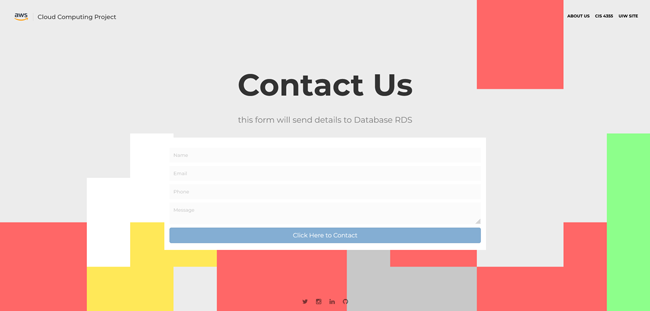 aws
Cloud Computing Project
ABOUT US CIS 4355 UIW SITE
Contact Us
this form will send details to Database RDS
Name
Email
Phone
Message
Click Here to Contact